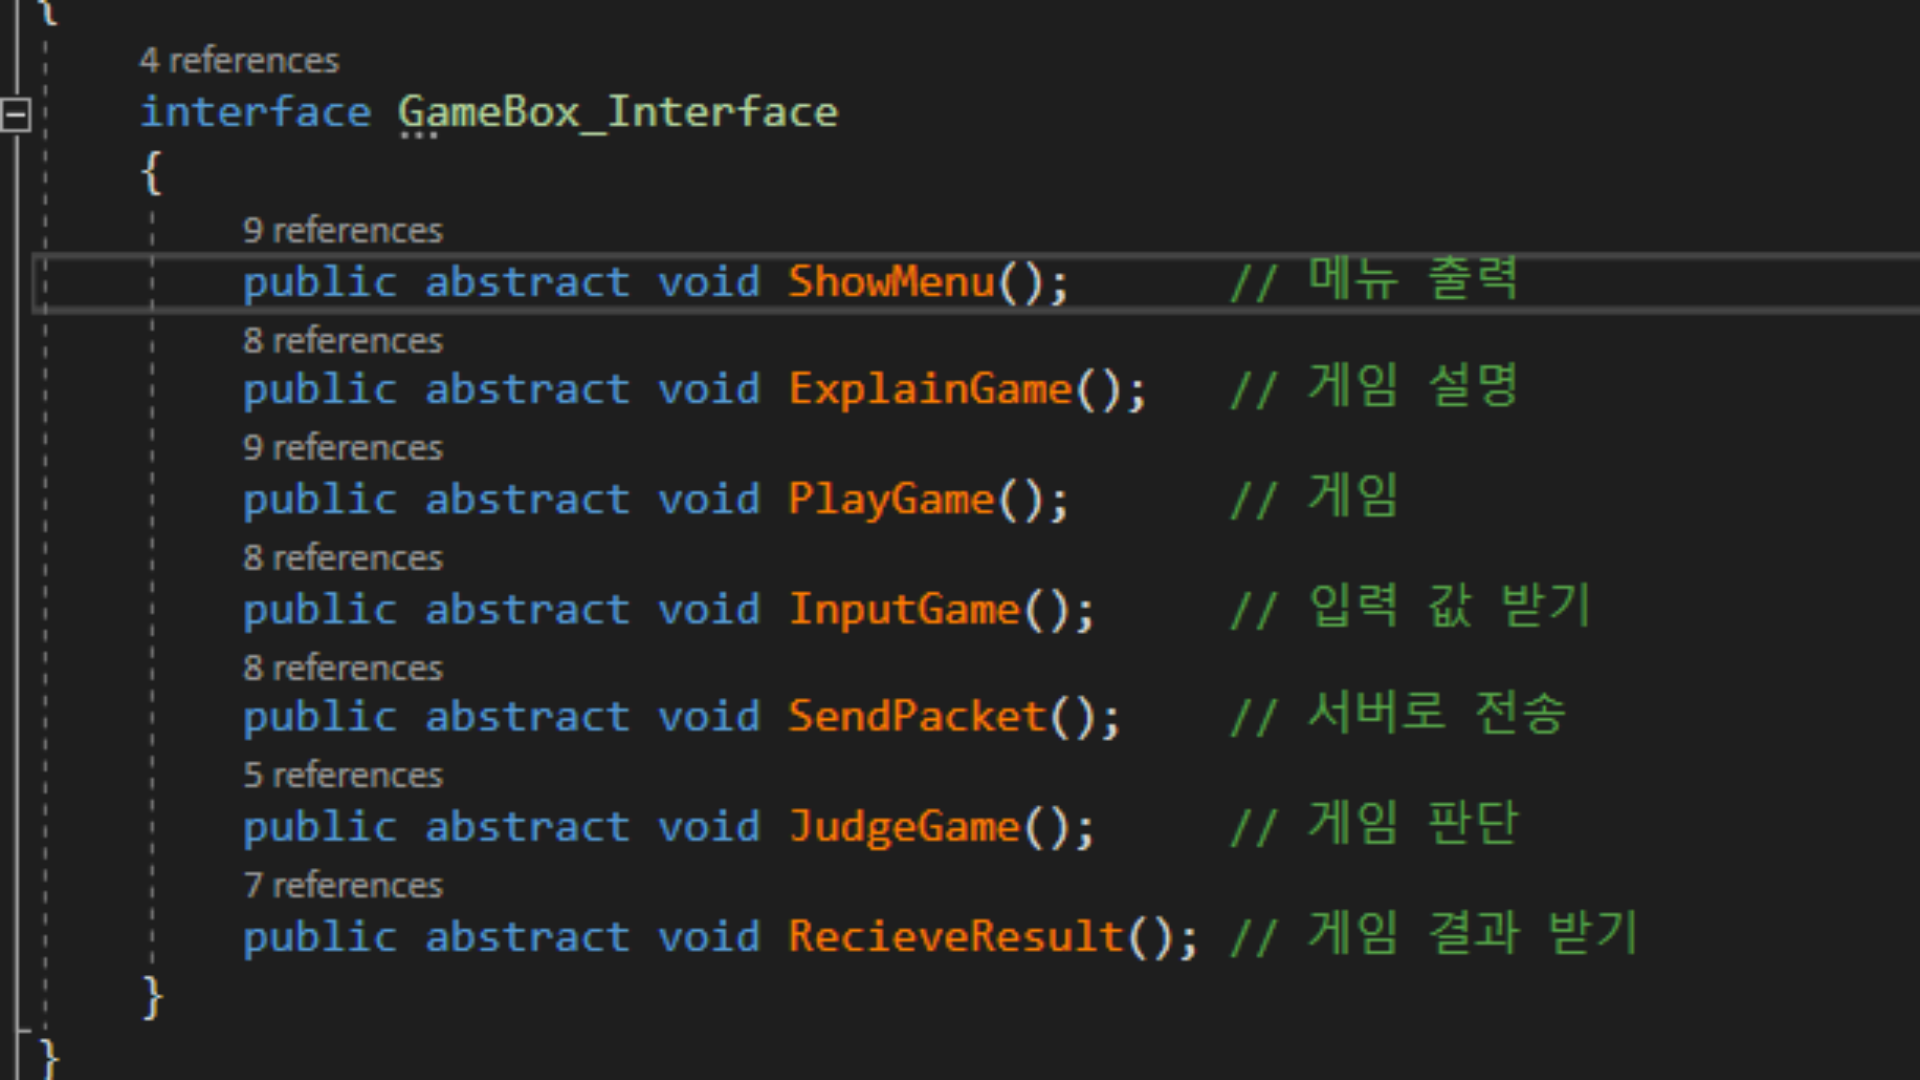 {
4 references
interface GameBox_Interface
{
9 references
public abstract void ShowMenu(); // 메뉴 출력
8 references
public abstract void ExplainGame(); // 게임 설명
9 references
public abstract void PlayGame(); // 게임
8 references
public abstract void InputGame(); // 입력 값 받기
8 references
public abstract void SendPacket(); // 서버로 전송
5 references
public abstract void JudgeGame(); // 게임 판단
7 references
public abstract void RecieveResult(); // 게임 결과 받기
}
}